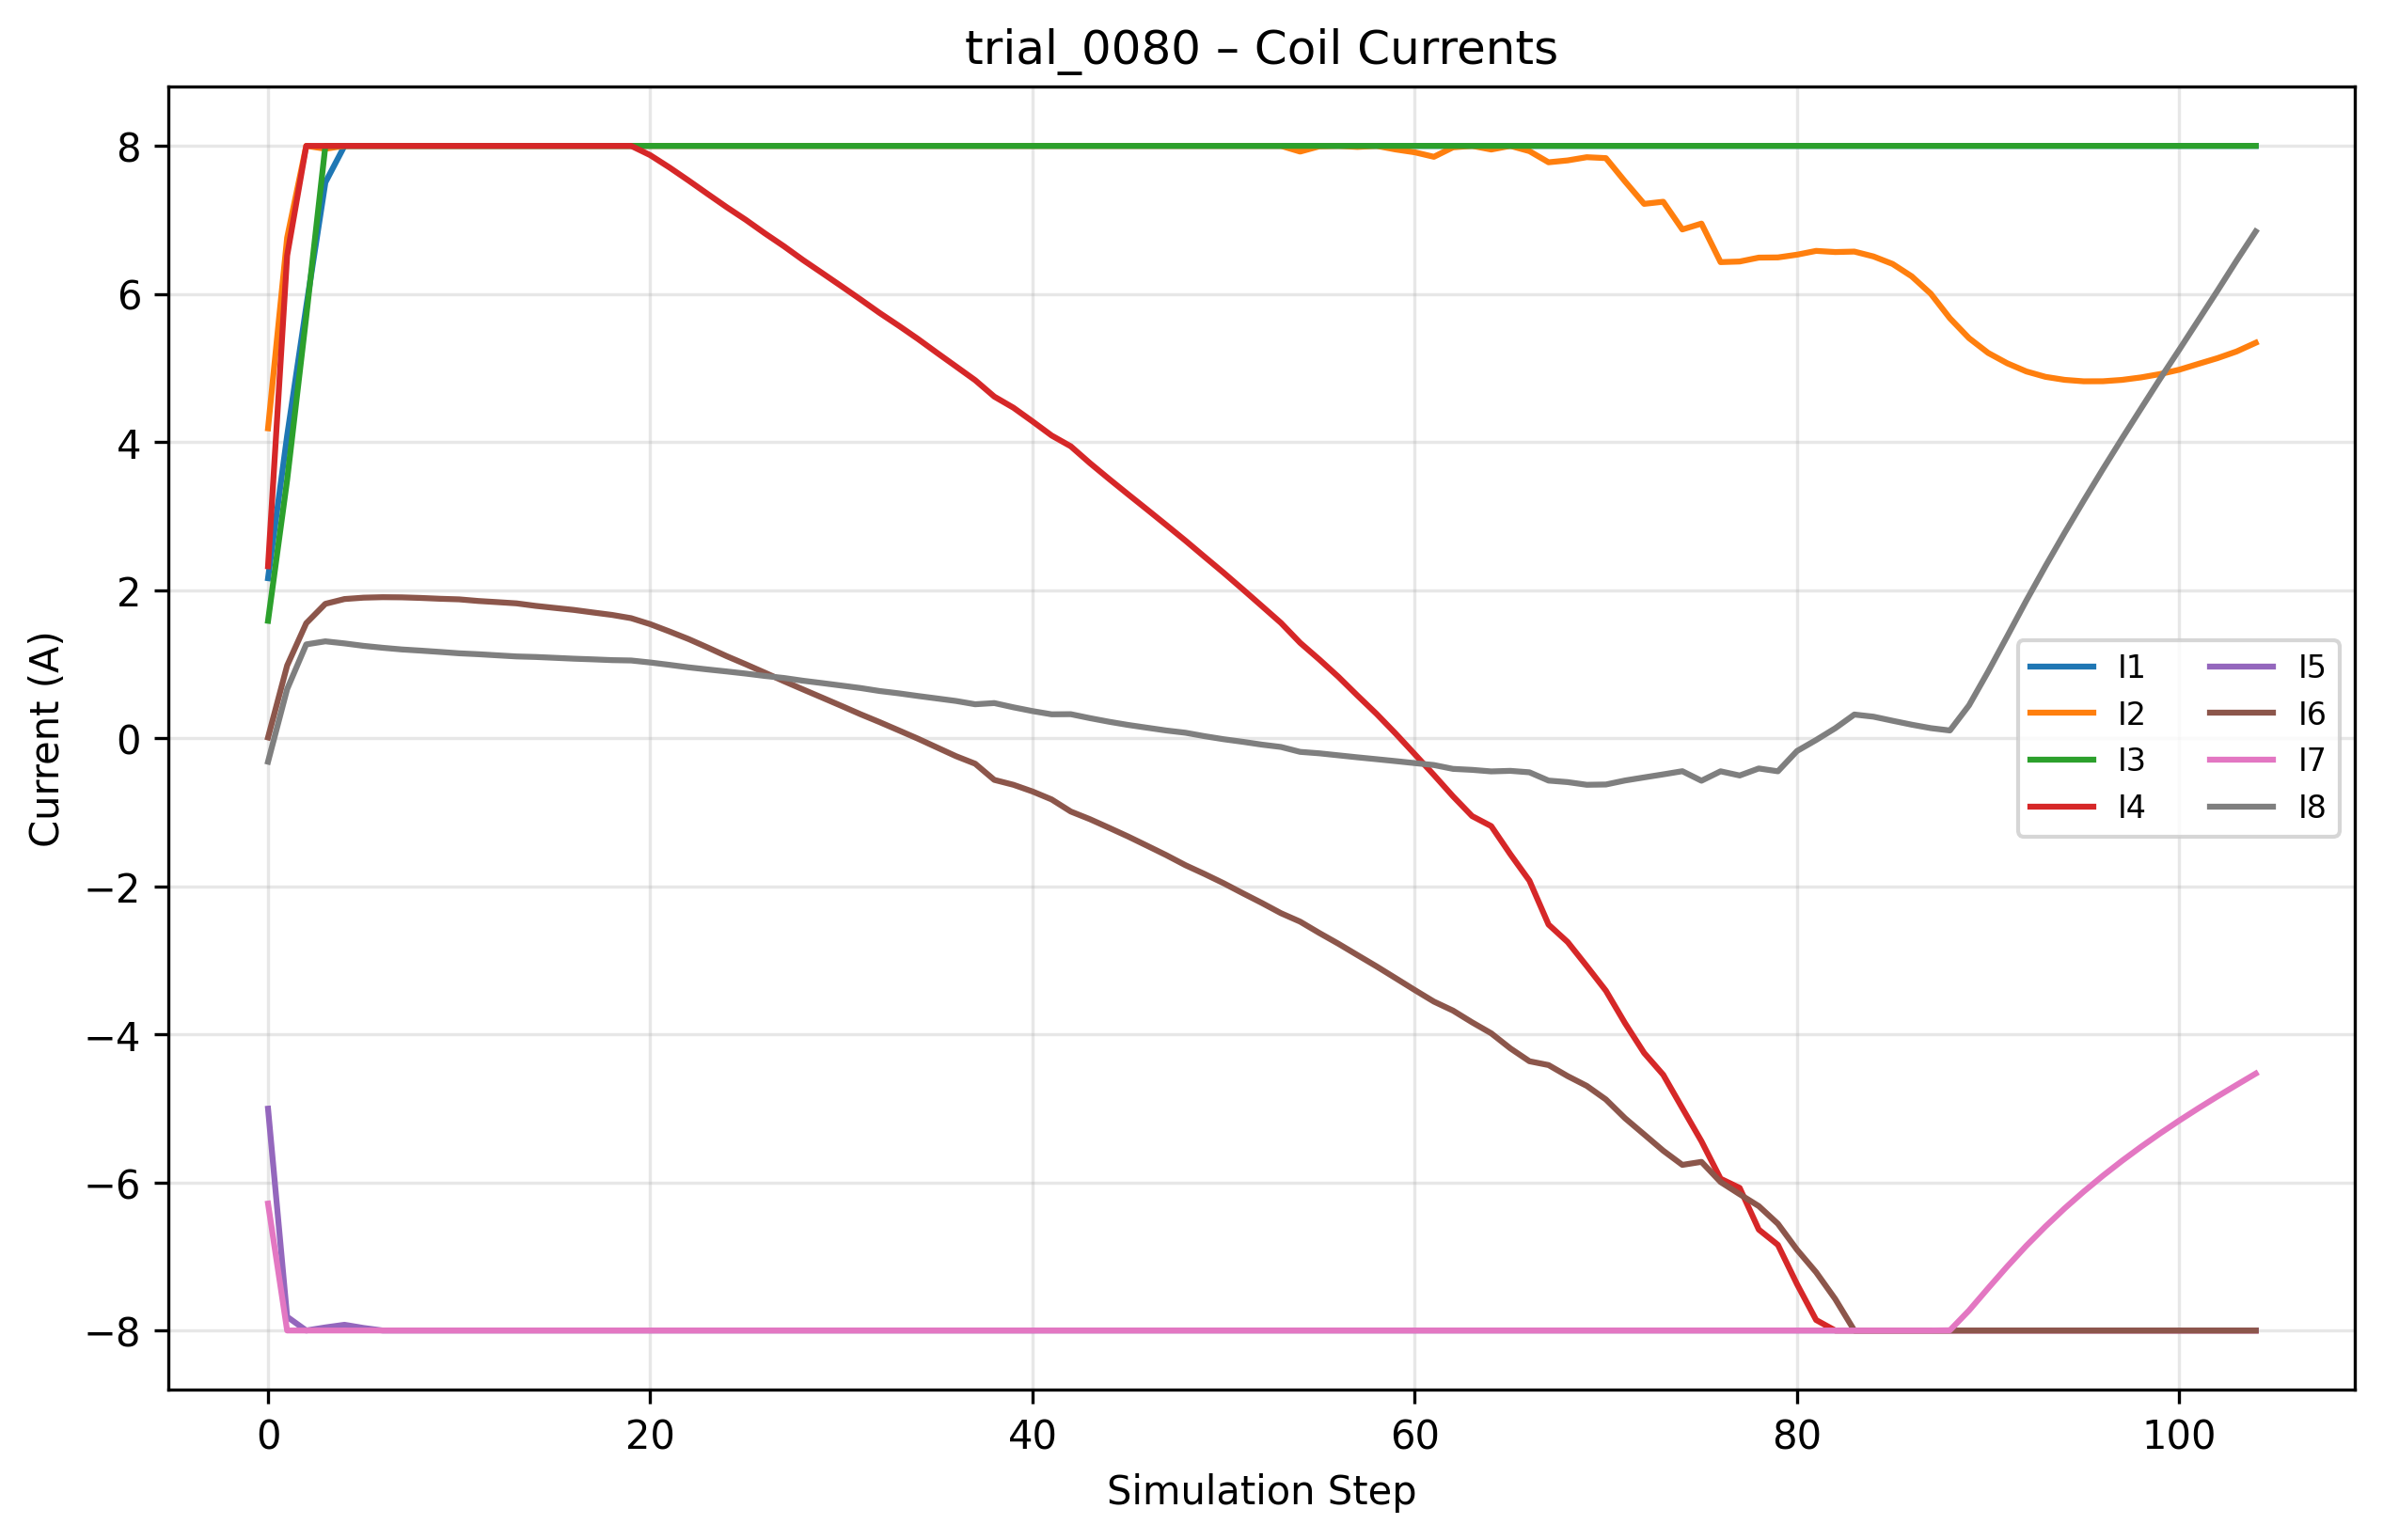 trial_0080 – Coil Currents
Current (A)
8
6
4
2
0
−2
−4
−6
−8
I1 I5
I2 I6
I3 I7
I4 I8
0 20 40 60 80 100
Simulation Step